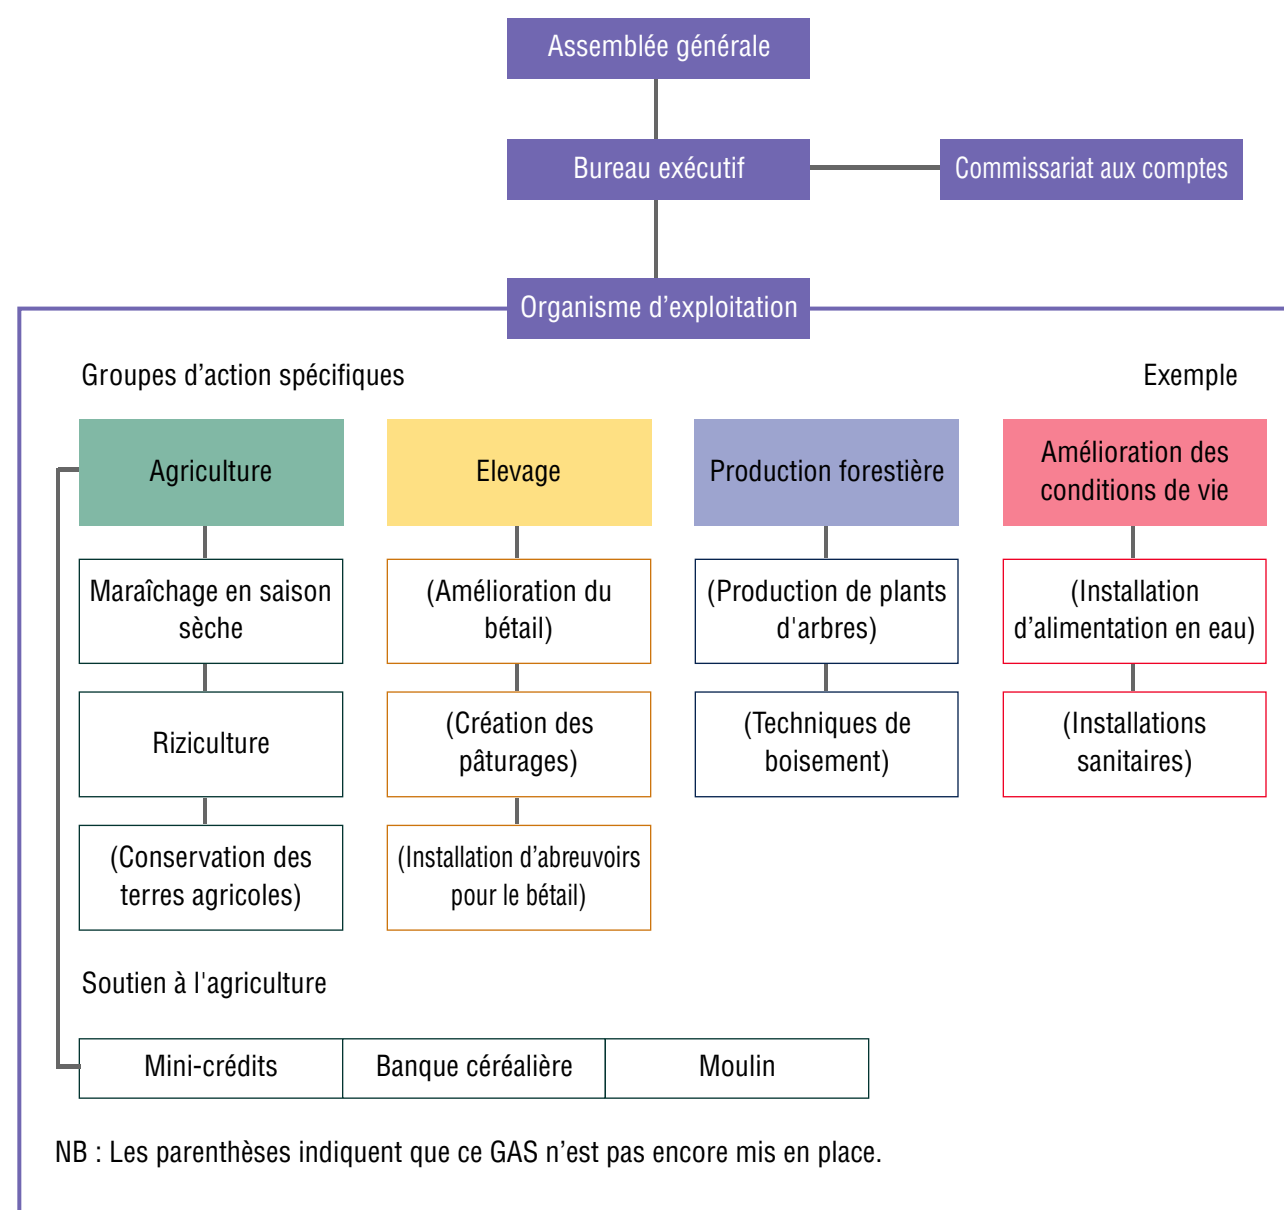 Assemblée générale
Bureau exécutif
Commissariat aux comptes
Organisme d’exploitation
Groupes d’action spécifiques
Exemple
Agriculture
Elevage
Production forestière
Amélioration des
conditions de vie
Maraîchage en saison
sèche
(Amélioration du
bétail)
(Production de plants
d'arbres)
(Installation
d’alimentation en eau)
Riziculture
(Création des
pâturages)
(Techniques de
boisement)
(Installations
sanitaires)
(Conservation des
terres agricoles)
(Installation d’abreuvoirs
pour le bétail)
Soutien à l'agriculture
Mini-crédits
Banque céréalière
Moulin
NB : Les parenthèses indiquent que ce GAS n’est pas encore mis en place.